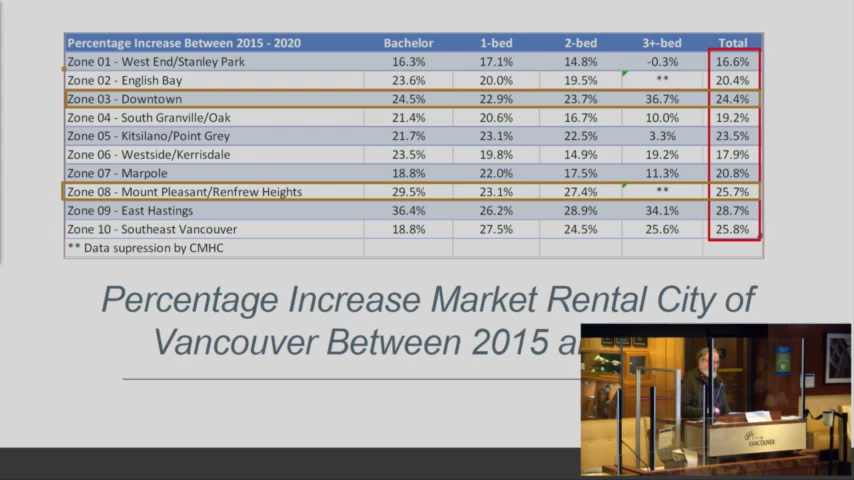 Percentage Increase Between 2015 - 2020 Bachelor 1-bed 2-bed 3+-bed Total
Zone 01 - West End/Stanley Park 16.3% 17.1% 14.8% -0.3% 16.6%
Zone 02 - English Bay 23.6% 20.0% 19.5% ** 20.4%
Zone 03 - Downtown 24.5% 22.9% 23.7% 36.7% 24.4%
Zone 04 - South Granville/Oak 21.4% 20.6% 16.7% 10.0% 19.2%
Zone 05 - Kitsilano/Point Grey 21.7% 23.1% 22.5% 3.3% 23.5%
Zone 06 - Westside/Kerrisdale 23.5% 19.8% 14.9% 19.2% 17.9%
Zone 07 - Marpole 18.8% 22.0% 17.5% 11.3% 20.8%
Zone 08 - Mount Pleasant/Renfrew Heights 29.5% 23.1% 27.4% ** 25.7%
Zone 09 - East Hastings 36.4% 26.2% 28.9% 34.1% 28.7%
Zone 10 - Southeast Vancouver 18.8% 27.5% 24.5% 25.6% 25.8%
** Data supression by CMHC
Percentage Increase Market Rental City of
Vancouver Between 2015 a
VANCOUVER